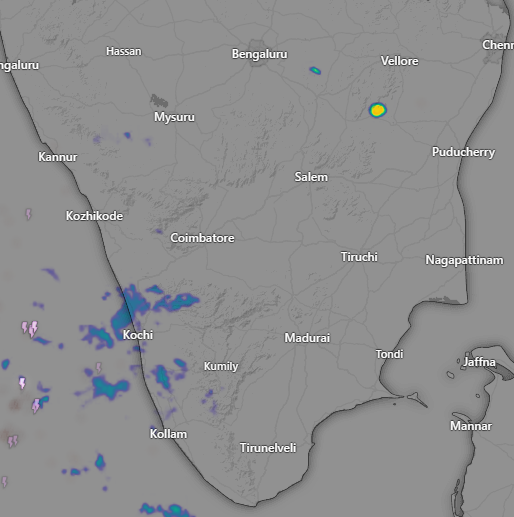 Hassan
Bengaluru
Chenn
ngaluru
Vellore
Mysuru
Kannur
Puducherry
Salem
Kozhikode
Coimbatore
Tiruchi
Nagapattinam
Kochi
Madurai
Tondi
Kumily
Jaffna
Mannar
Kollam
Tirunelveli